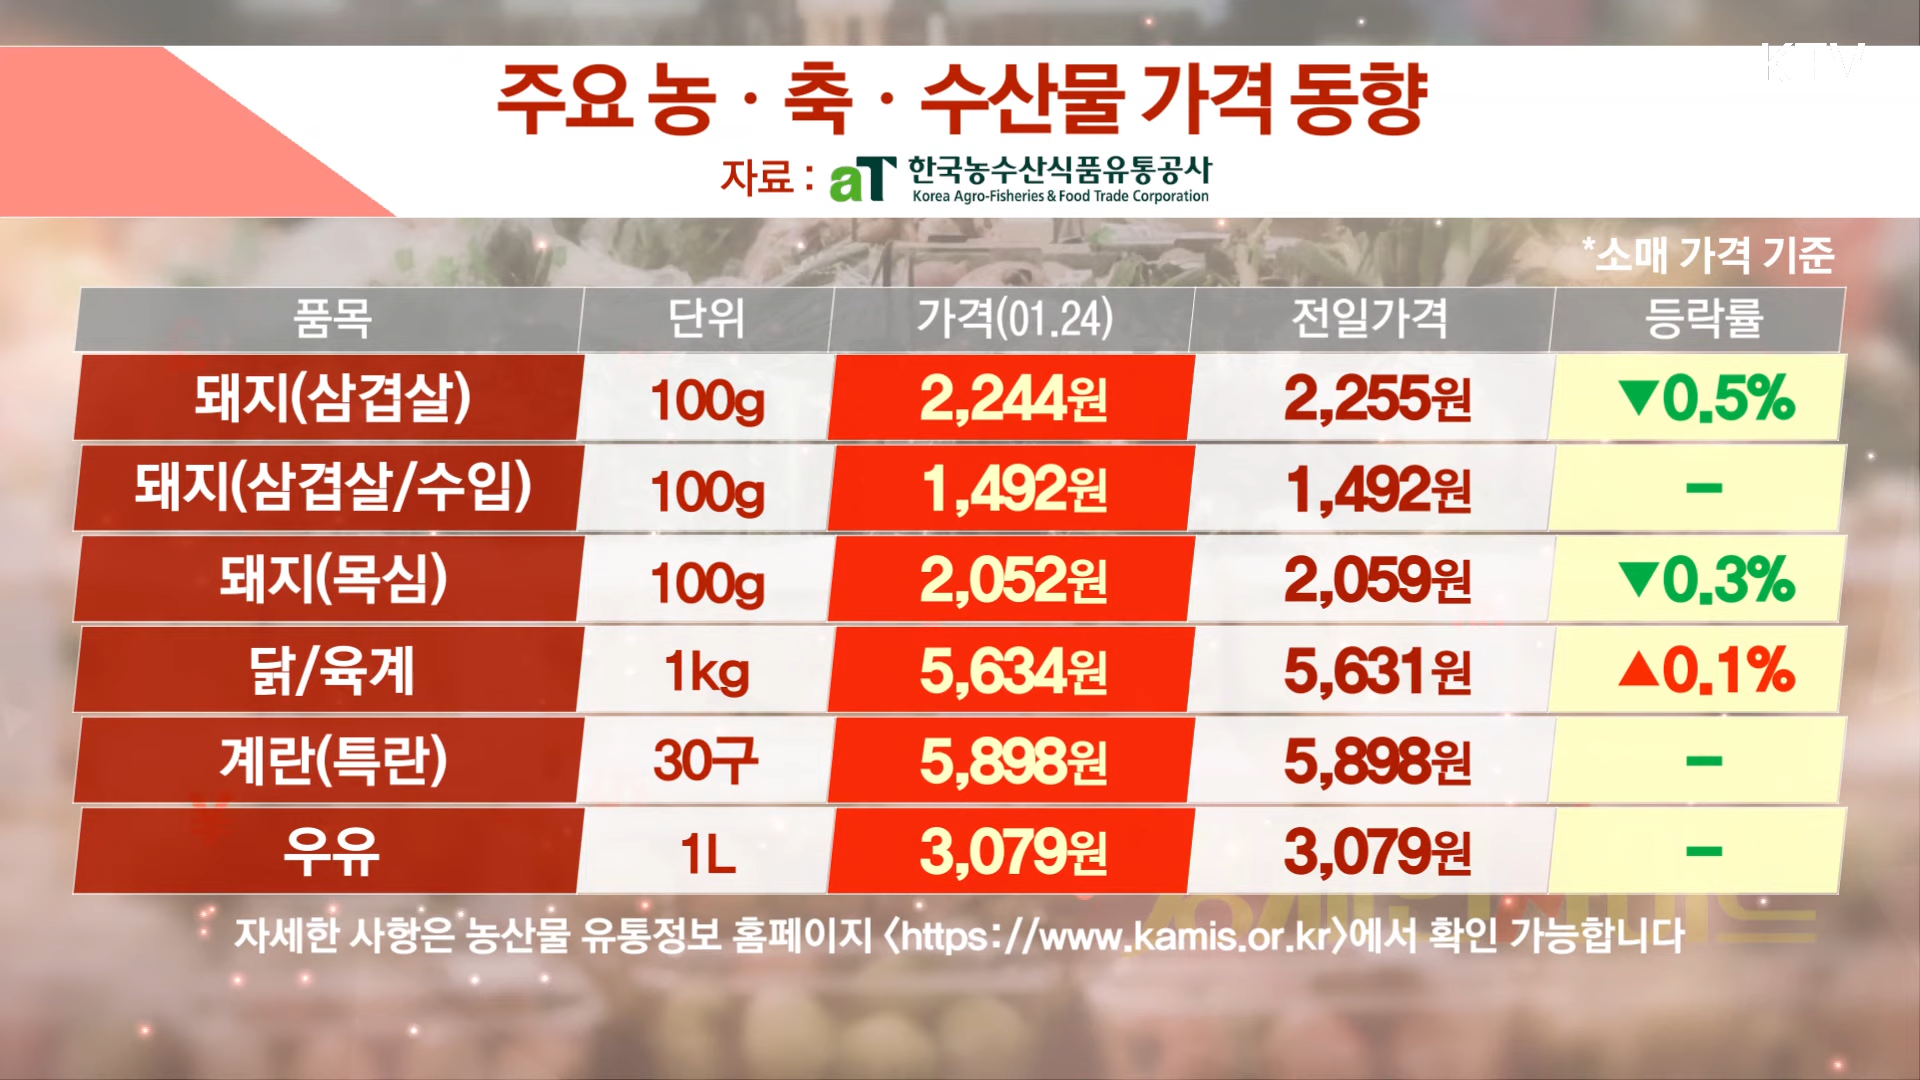 KTV
주요 농·축·수산물 가격 동향
자료 : aT 한국농수산식품유통공사
Korea Agro-Fisheries & Food Trade Corporation
*소매 가격 기준
품목 단위 가격(01.24) 전일가격 등락률
돼지(삼겹살) 100g 2,244원 2,255원 ▼0.5%
돼지(삼겹살/수입) 100g 1,492원 1,492원 -
돼지(목심) 100g 2,052원 2,059원 ▼0.3%
닭/육계 1kg 5,634원 5,631원 ▲0.1%
계란(특란) 30구 5,898원 5,898원 -
우유 1L 3,079원 3,079원 -
자세한 사항은 농산물 유통정보 홈페이지 <https://www.kamis.or.kr>에서 확인 가능합니다